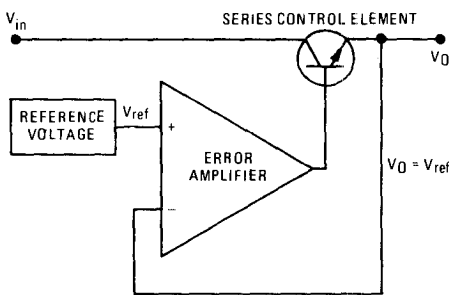 SERIES CONTROL ELEMENT
Vin
VO
REFERENCE
VOLTAGE
Vref
+
ERROR
AMPLIFIER
−
VO = Vref